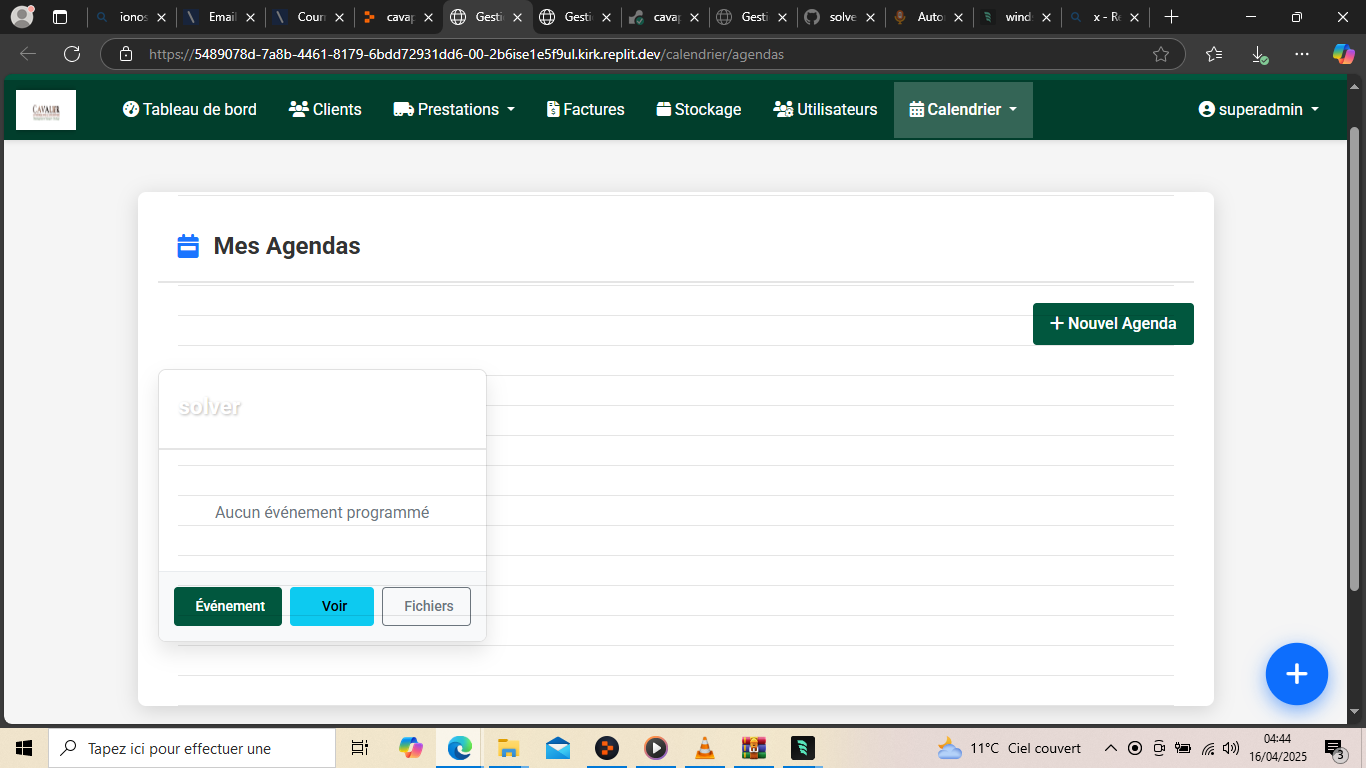 ionos
Email
Cour
cavap
Gesti
Gesti
cavap
Gesti
solve
Auto
wind
x - Re
https://5489078d-7a8b-4461-8179-6bdd72931dd6-00-2b6ise1e5f9ul.kirk.replit.dev/calendrier/agendas
CAVALIER
Tableau de bord
Clients
Prestations
Factures
Stockage
Utilisateurs
Calendrier
superadmin
Mes Agendas
+ Nouvel Agenda
solver
Aucun événement programmé
Événement
Voir
Fichiers
Tapez ici pour effectuer une
11°C Ciel couvert
04:44
16/04/2025
3